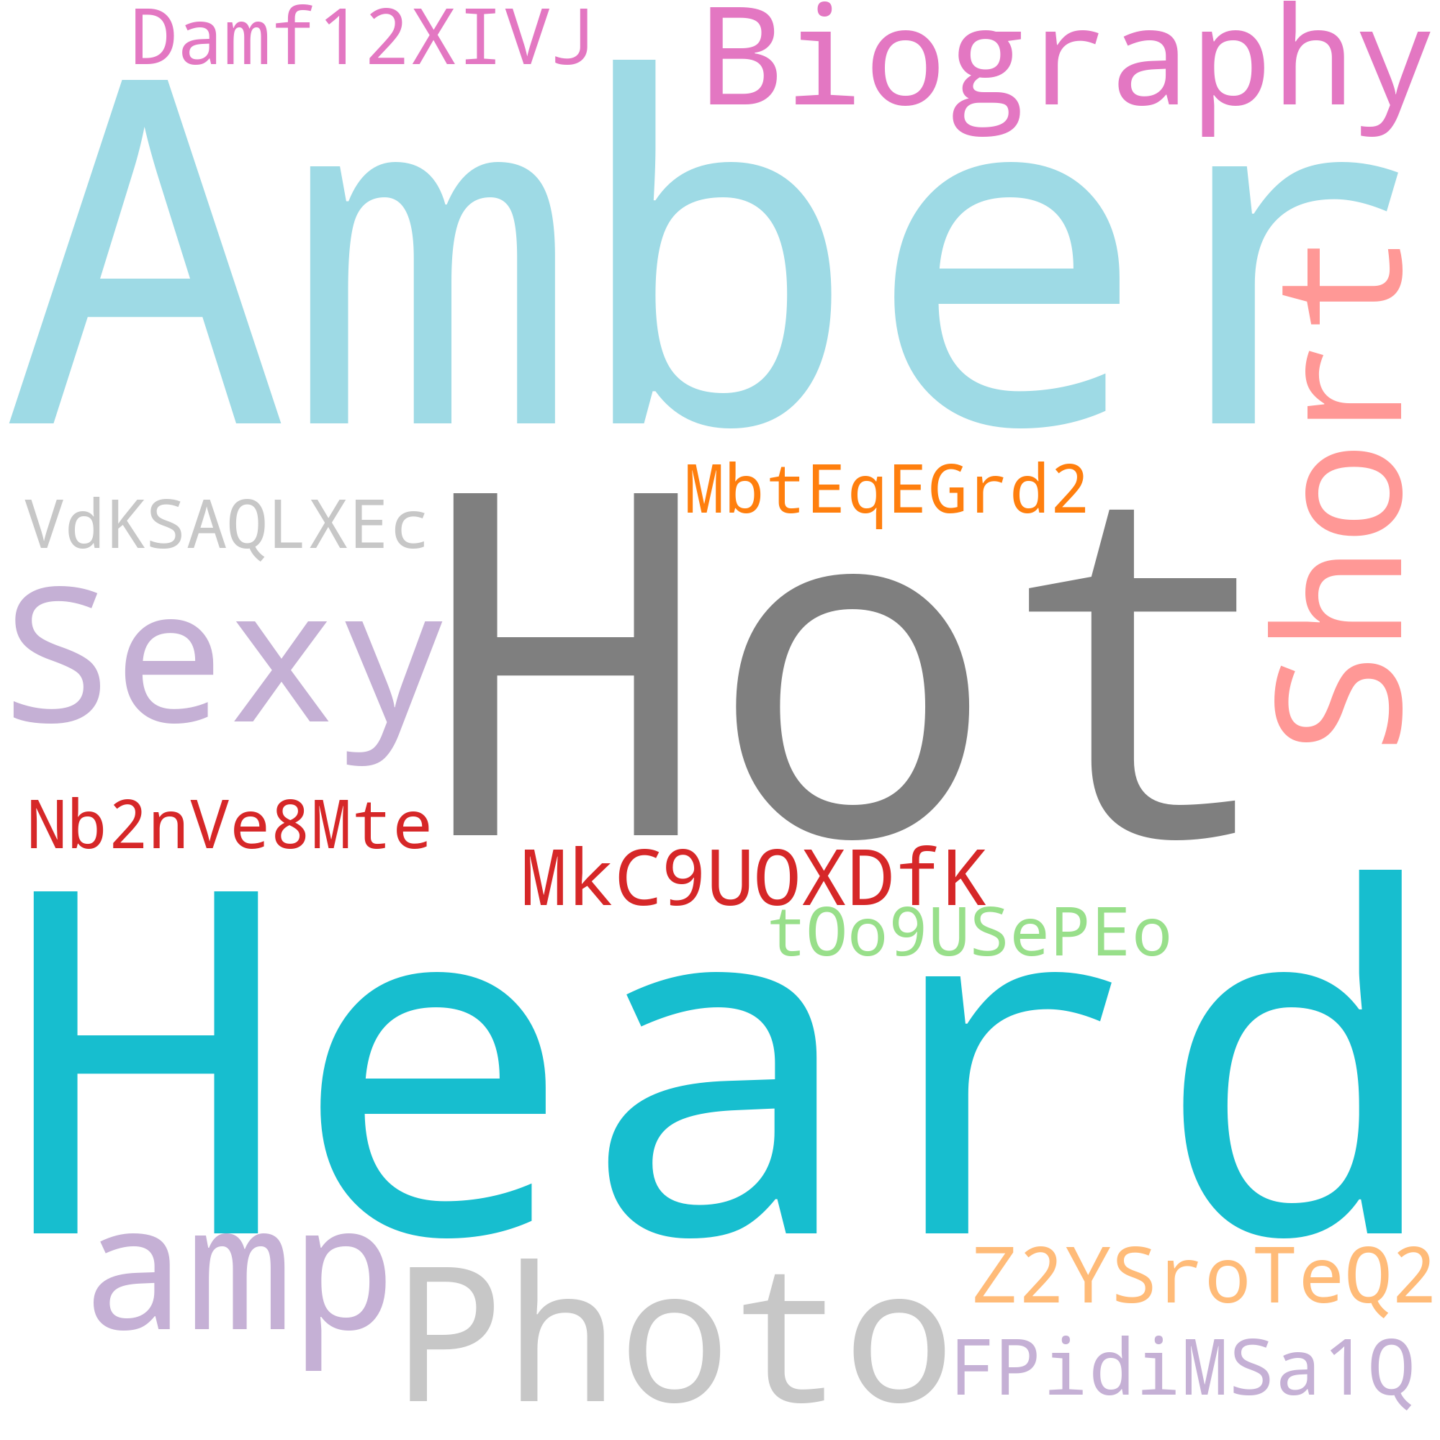 Damf12XIVJ
Biography
Amber
Short
MbtEqEGrd2
VdKSAQLXEc
Hot
Sexy
Nb2nVe8Mte
MkC9UOXDfK
tOo9USePEo
Heard
amp
Photo
Z2YSroTeQ2
FPidiMSa1Q